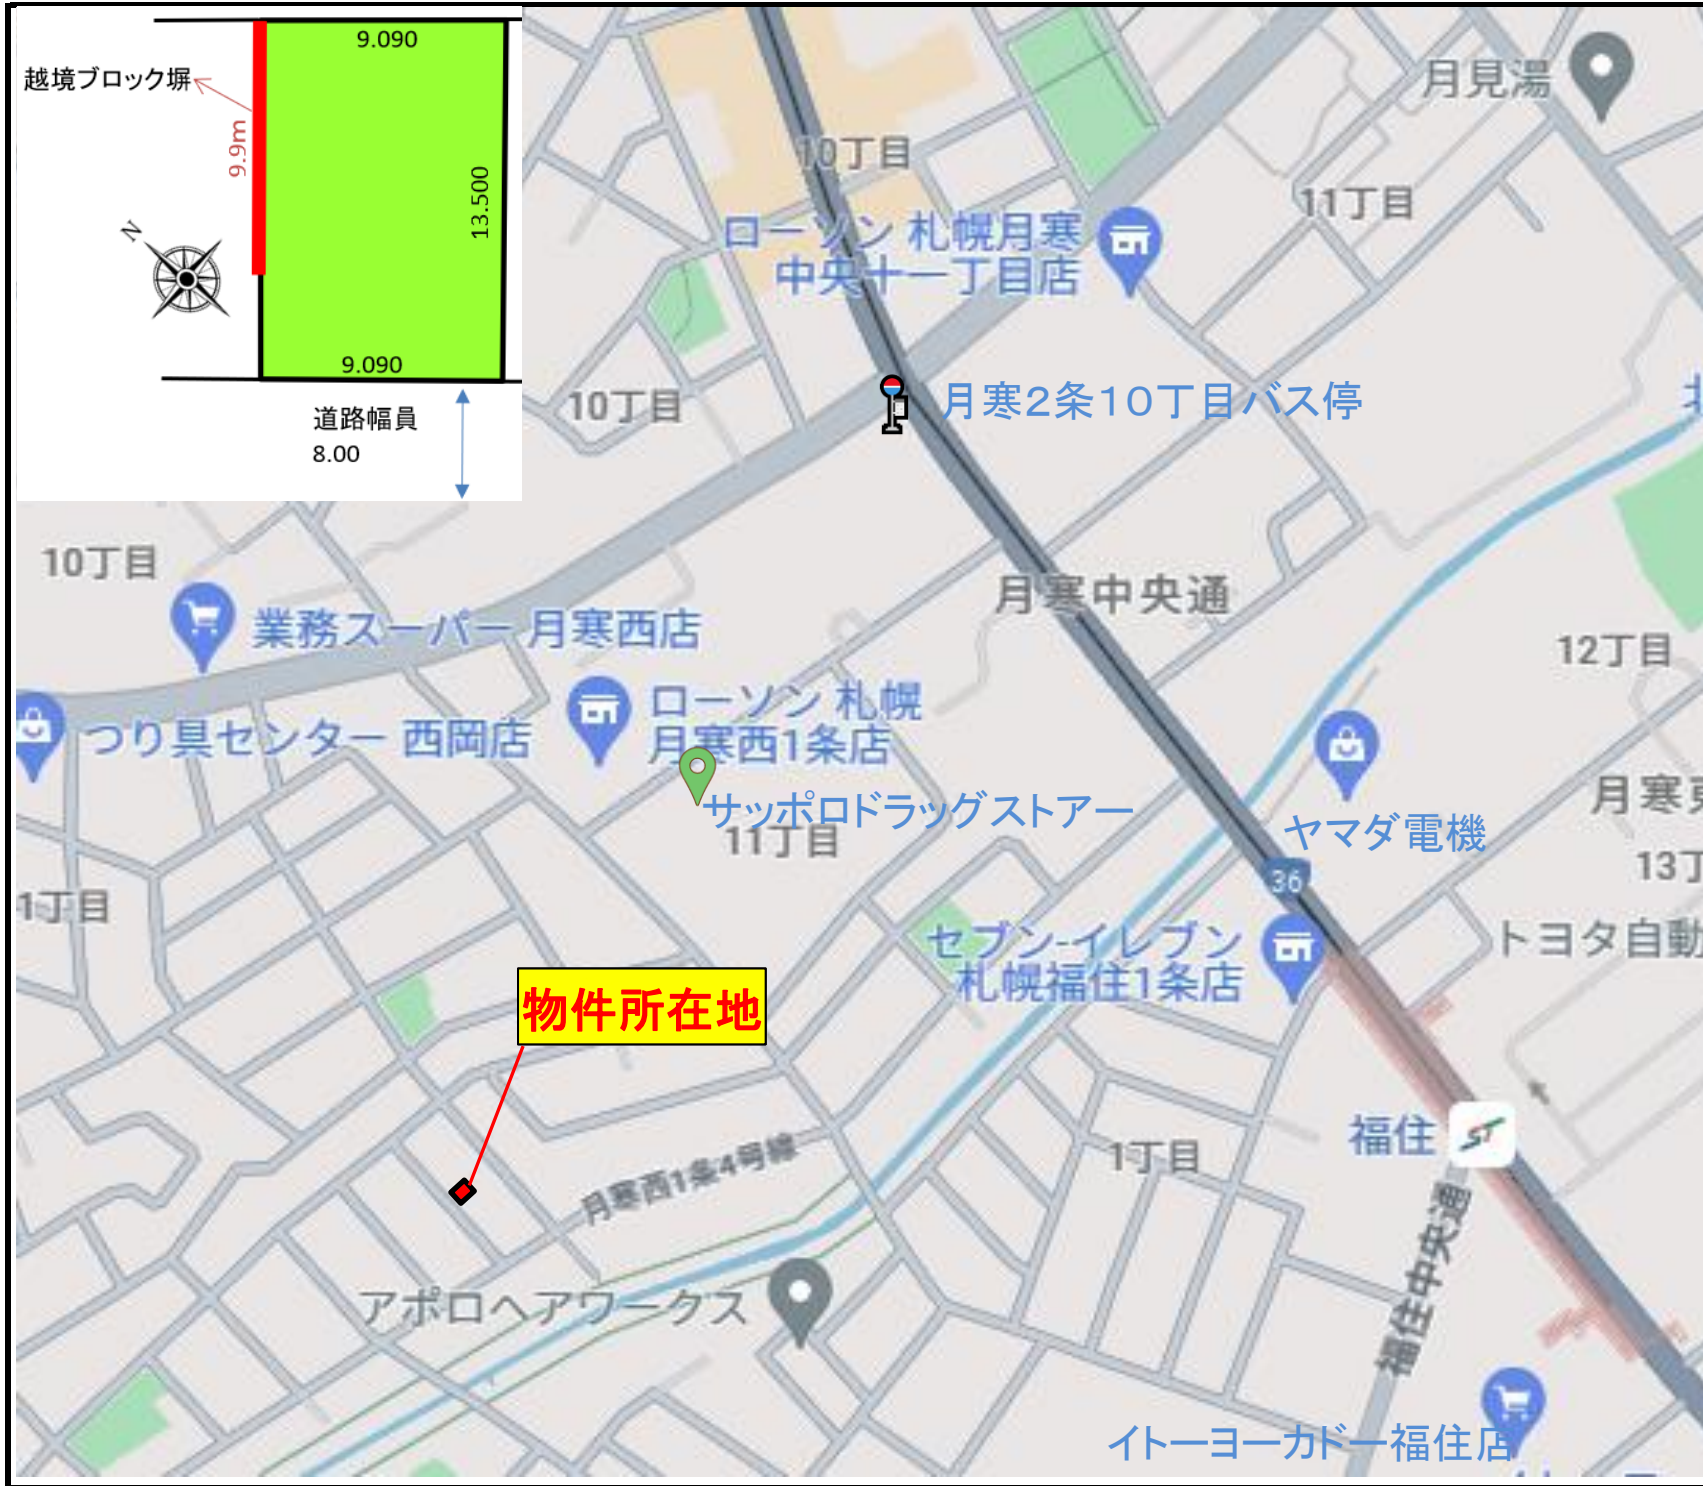 9.090
越境ブロック塀
9.9m
13.500
N
9.090
道路幅員
8.00
月見湯
10丁目
11丁目
ローソン 札幌月寒
中央十一丁目店
10丁目
月寒2条10丁目バス停
10丁目
月寒中央通
業務スーパー 月寒西店
12丁目
つり具センター 西岡店
ローソン 札幌
月寒西1条店
サッポロドラッグストアー
11丁目
ヤマダ電機
月寒
36
13丁
1丁目
セブン-イレブン
札幌福住1条店
トヨタ自動
物件所在地
福住
ST
1丁目
月寒西1条4号線
福住中央通
アポロヘアワークス
イトーヨーカドー福住店